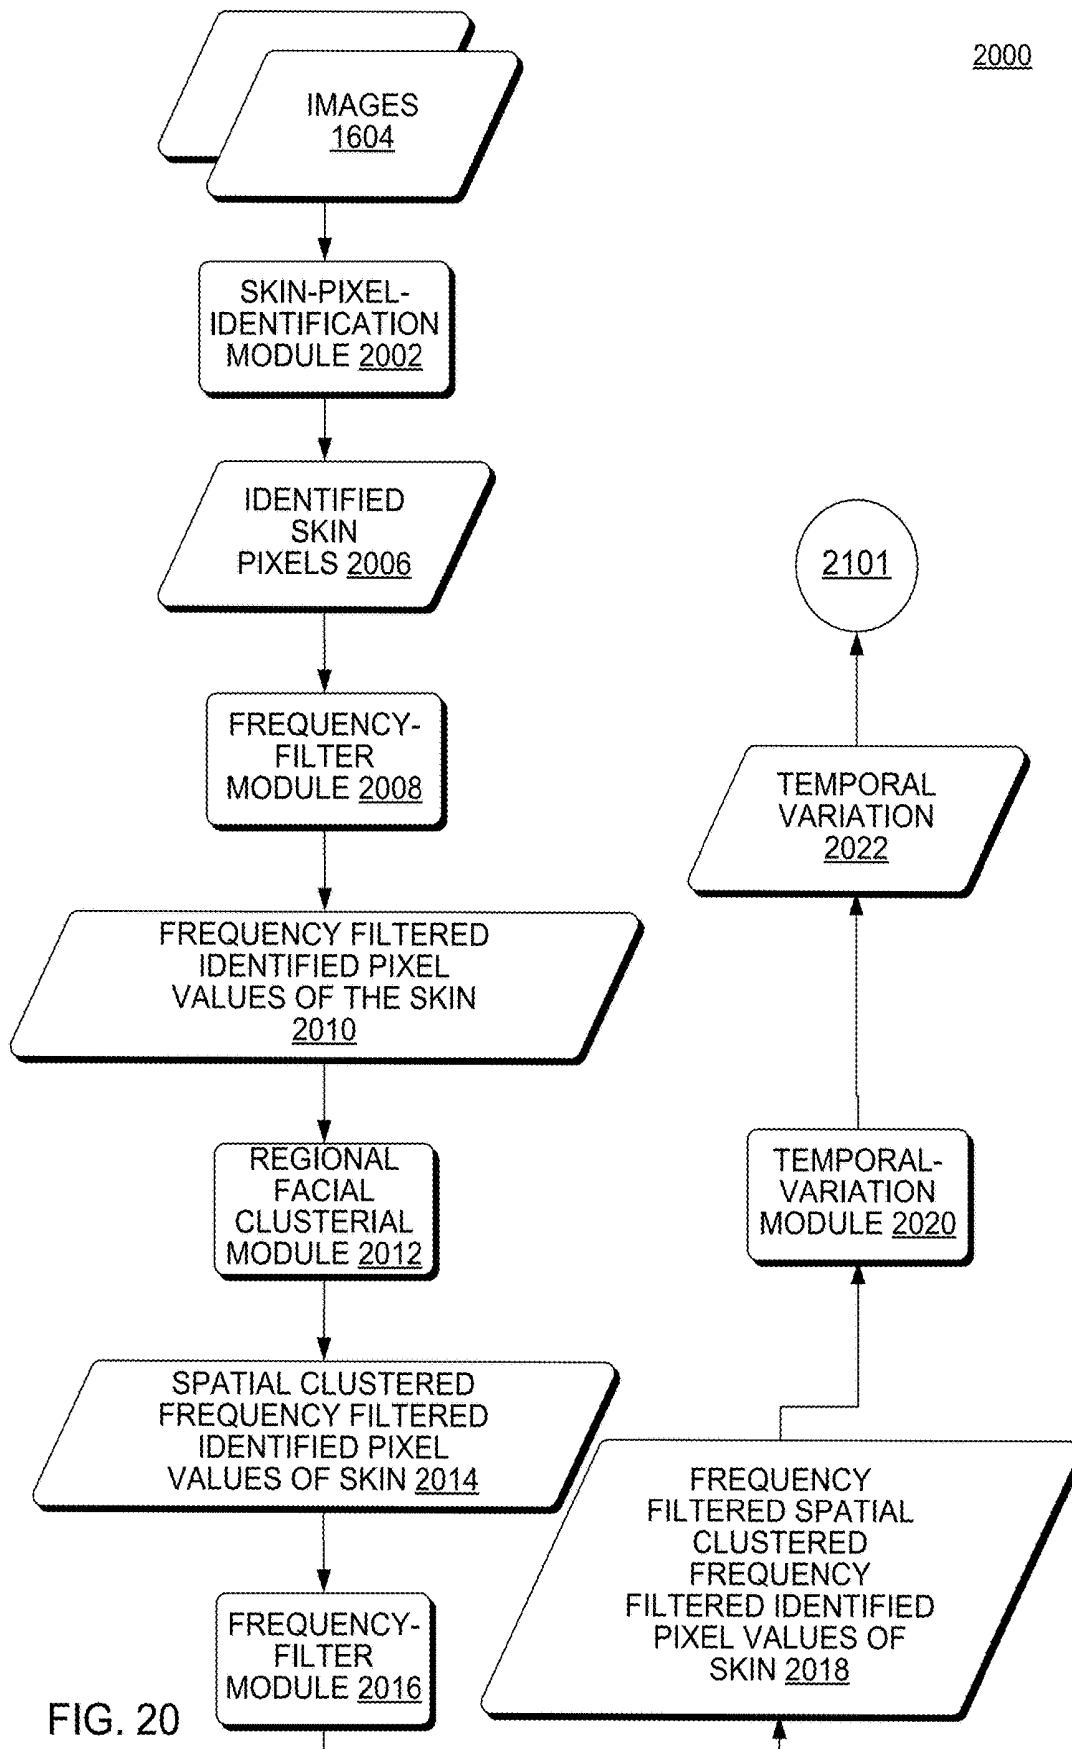 2000
IMAGES
1604
SKIN-PIXEL-
IDENTIFICATION
MODULE 2002
IDENTIFIED
SKIN
PIXELS 2006
FREQUENCY-
FILTER
MODULE 2008
FREQUENCY FILTERED
IDENTIFIED PIXEL
VALUES OF THE SKIN
2010
REGIONAL
FACIAL
CLUSTERIAL
MODULE 2012
SPATIAL CLUSTERED
FREQUENCY FILTERED
IDENTIFIED PIXEL
VALUES OF SKIN 2014
FREQUENCY-
FILTER
MODULE 2016
FREQUENCY
FILTERED SPATIAL
CLUSTERED
FREQUENCY
FILTERED IDENTIFIED
PIXEL VALUES OF
SKIN 2018
TEMPORAL-
VARIATION
MODULE 2020
TEMPORAL
VARIATION
2022
2101
FIG. 20